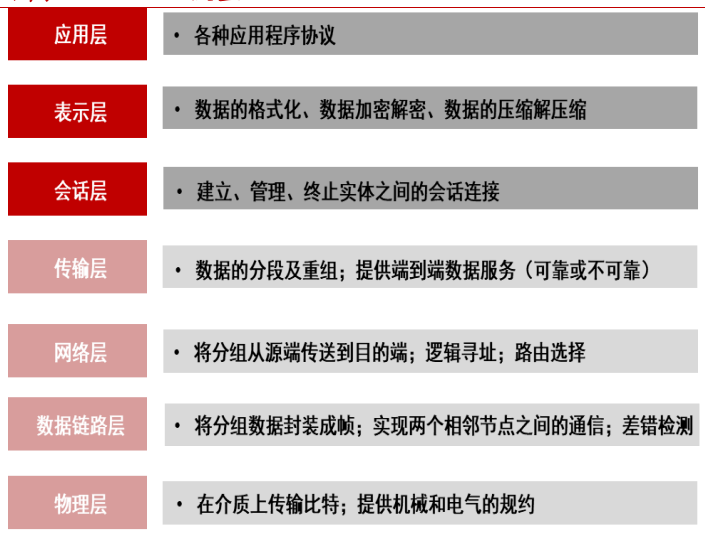 应用层
• 各种应用程序协议
表示层
• 数据的格式化、数据加密解密、数据的压缩解压缩
会话层
• 建立、管理、终止实体之间的会话连接
传输层
• 数据的分段及重组；提供端到端数据服务（可靠或不可靠）
网络层
• 将分组从源端传送到目的端；逻辑寻址；路由选择
数据链路层
• 将分组数据封装成帧；实现两个相邻节点之间的通信；差错检测
物理层
• 在介质上传输比特；提供机械和电气的规约